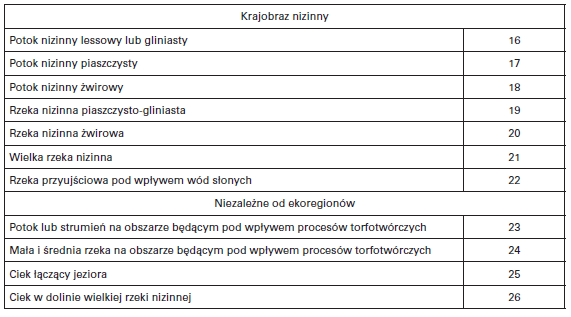 Krajobraz nizinny
Potok nizinny lessowy lub gliniasty 16
Potok nizinny piaszczysty 17
Potok nizinny żwirowy 18
Rzeka nizinna piaszczysto-gliniasta 19
Rzeka nizinna żwirowa 20
Wielka rzeka nizinna 21
Rzeka przyujściowa pod wpływem wód słonych 22
Niezależne od ekoregionów
Potok lub strumień na obszarze będącym pod wpływem procesów torfotwórczych 23
Mała i średnia rzeka na obszarze będącym pod wpływem procesów torfotwórczych 24
Ciek łączący jeziora 25
Ciek w dolinie wielkiej rzeki nizinnej 26